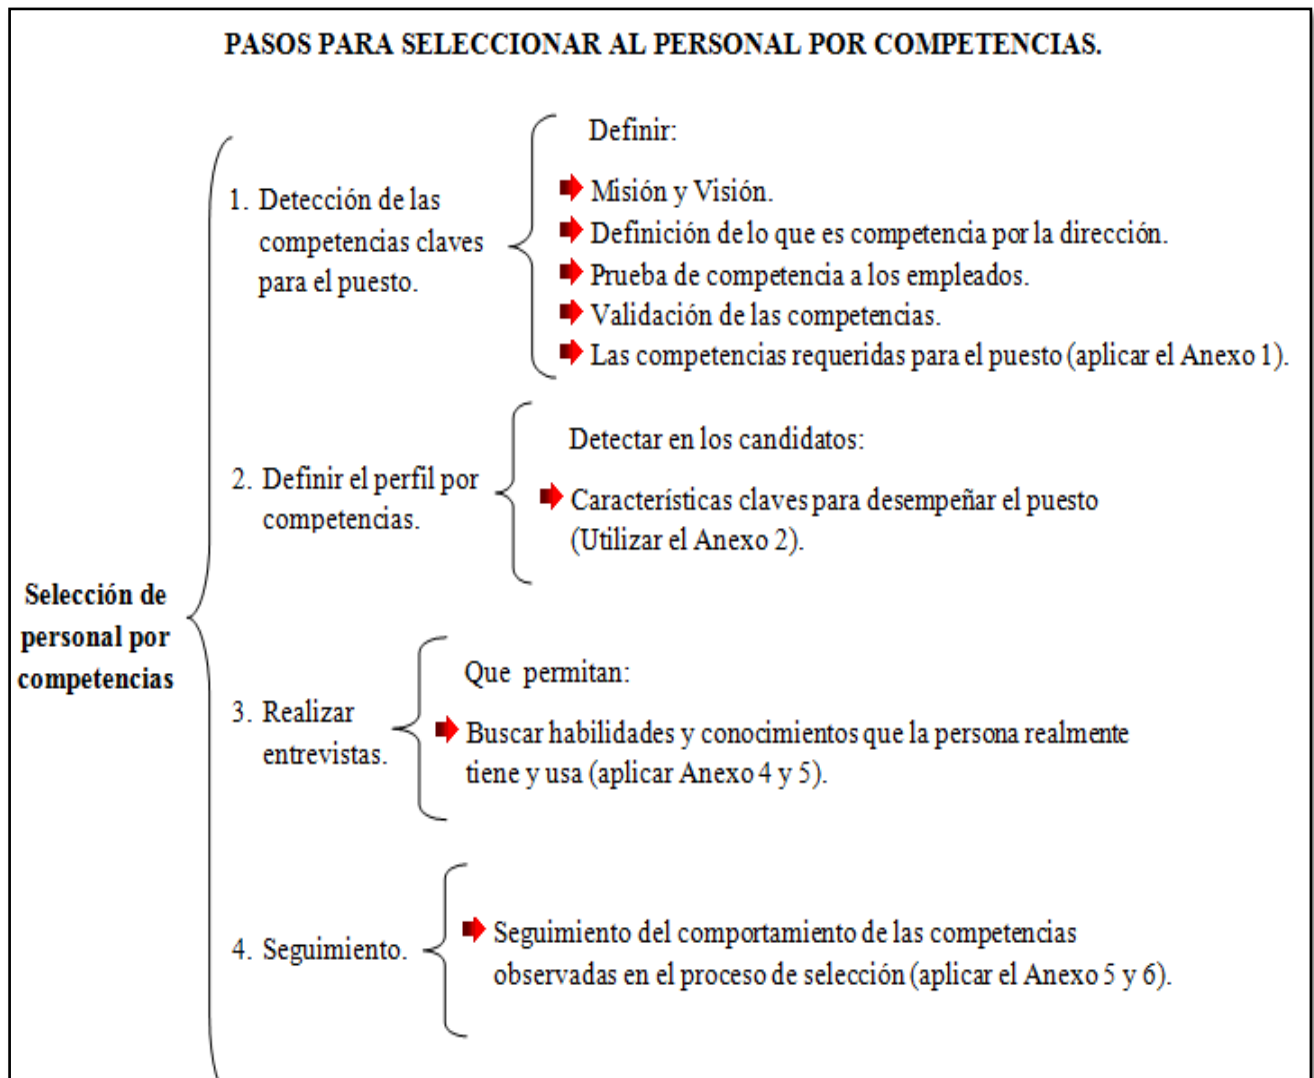 PASOS PARA SELECCIONAR AL PERSONAL POR COMPETENCIAS.
Selección de
personal por
competencias
1. Detección de las
competencias claves
para el puesto.
Definir:
Misión y Visión.
Definición de lo que es competencia por la dirección.
Prueba de competencia a los empleados.
Validación de las competencias.
Las competencias requeridas para el puesto (aplicar el Anexo 1).
2. Definir el perfil por
competencias.
Detectar en los candidatos:
Características claves para desempeñar el puesto
(Utilizar el Anexo 2).
3. Realizar
entrevistas.
Que permitan:
Buscar habilidades y conocimientos que la persona realmente
tiene y usa (aplicar Anexo 4 y 5).
4. Seguimiento.
Seguimiento del comportamiento de las competencias
observadas en el proceso de selección (aplicar el Anexo 5 y 6).